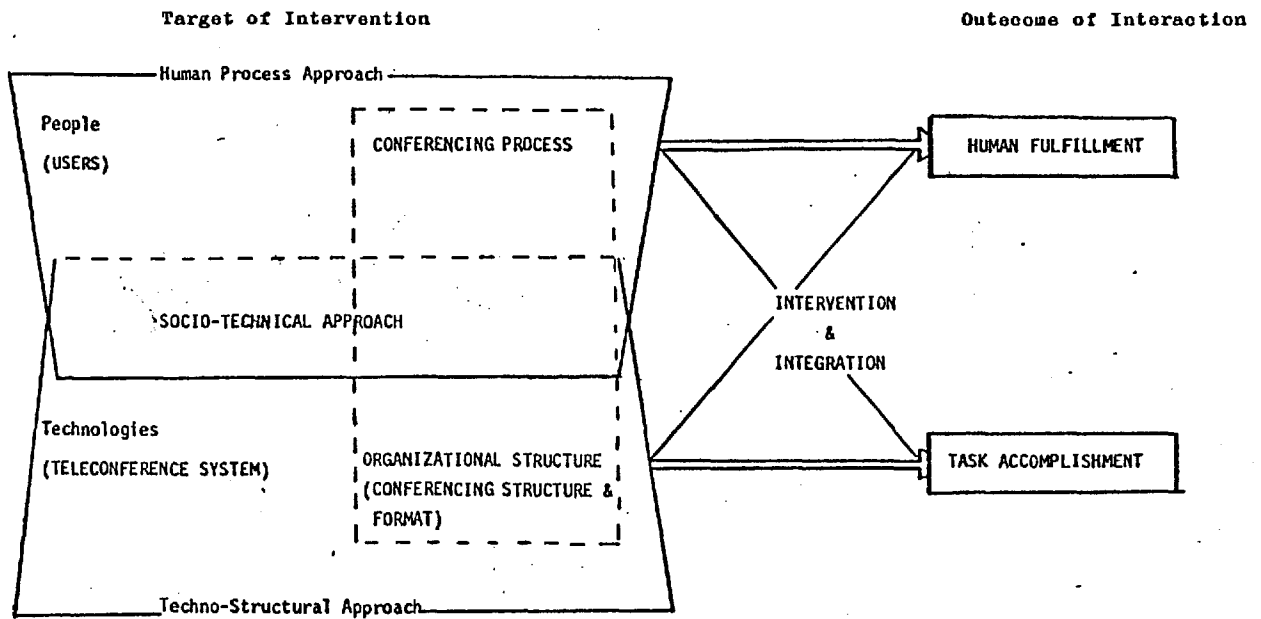 Target of Intervention
Outecome of Interaction
Human Process Approach
People
(USERS)
CONFERENCING PROCESS
HUMAN FULFILLMENT
SOCIO-TECHNICAL APPROACH
INTERVENTION
&
INTEGRATION
Technologies
(TELECONFERENCE SYSTEM)
ORGANIZATIONAL STRUCTURE
(CONFERENCING STRUCTURE &
FORMAT)
TASK ACCOMPLISHMENT
Techno-Structural Approach